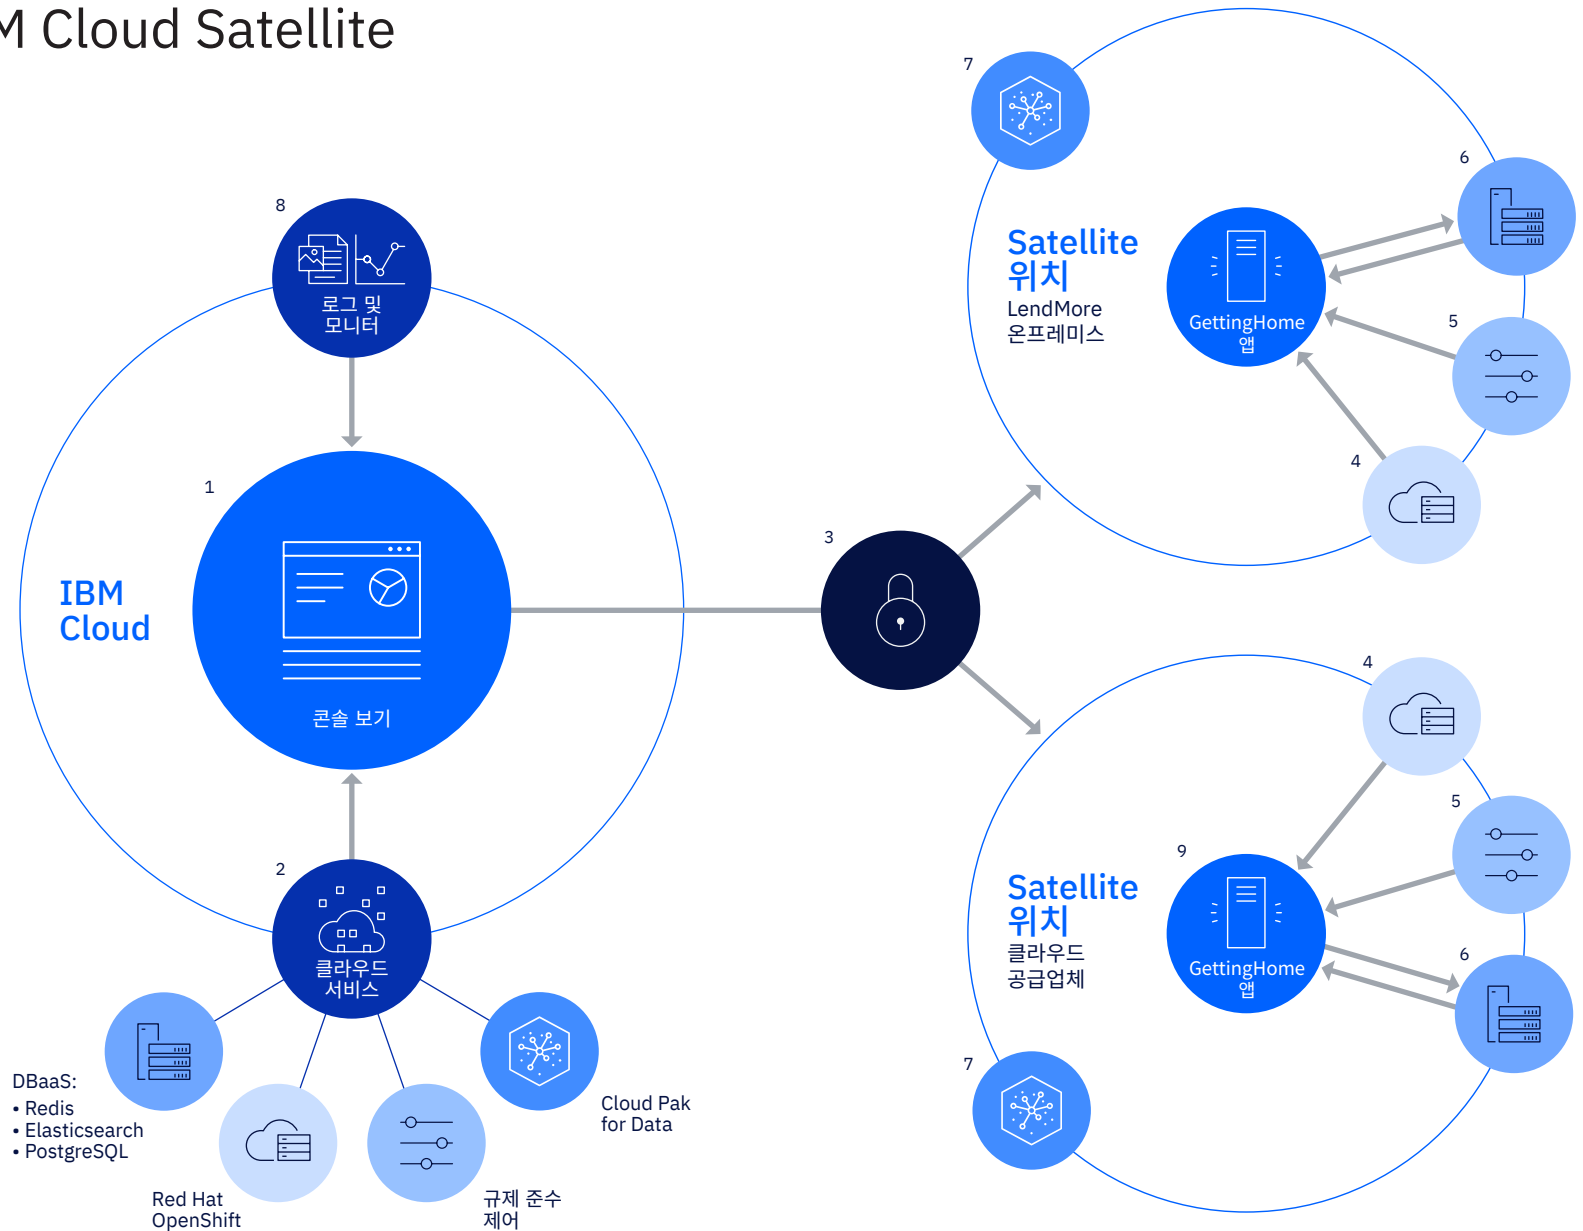 M Cloud Satellite
8
로그 및
모니터
1
IBM
Cloud
콘솔 보기
2
클라우드
서비스
DBaaS:
• Redis
• Elasticsearch
• PostgreSQL
Red Hat
OpenShift
규제 준수
제어
Cloud Pak
for Data
3
7
Satellite
위치
LendMore
온프레미스
GettingHome
앱
6
5
4
4
5
9
Satellite
위치
클라우드
공급업체
GettingHome
앱
6
7